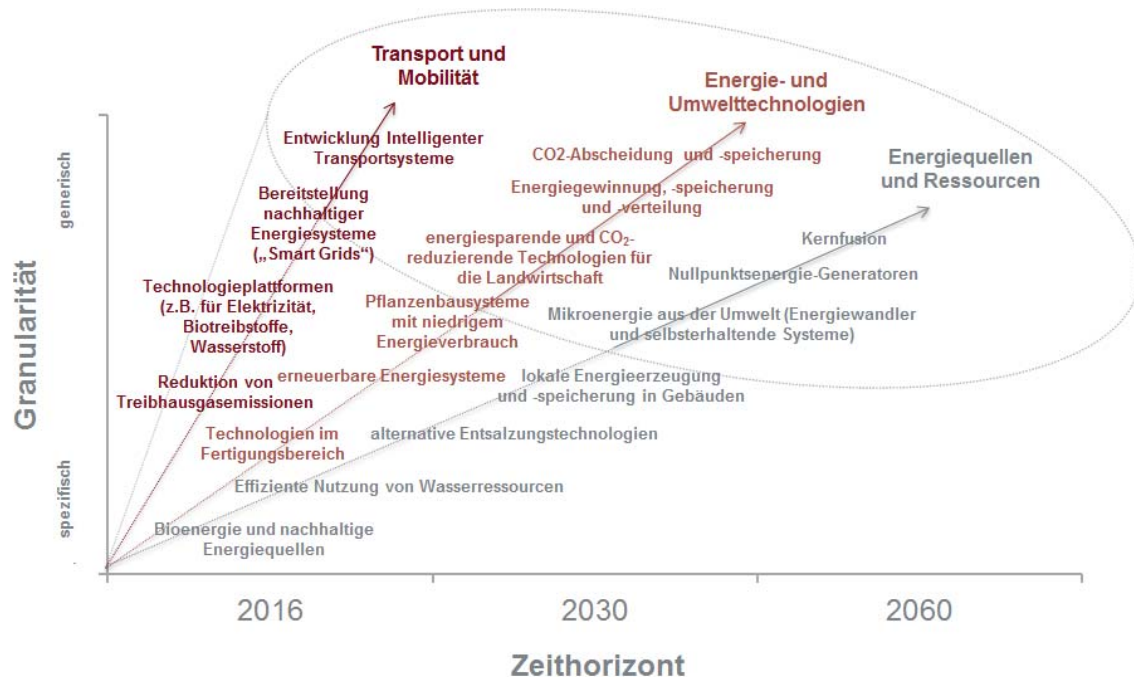 Transport und
Mobilität
Energie- und
Umwelttechnologien
Energiequellen
und Ressourcen
Entwicklung Intelligenter
Transportsysteme
Bereitstellung
nachhaltiger
Energiesysteme
(„Smart Grids“)
Technologieplattformen
(z.B. für Elektrizität,
Biotreibstoffe,
Wasserstoff)
Reduktion von
Treibhausgasemissionen
CO2-Abscheidung und -speicherung
Energiegewinnung, -speicherung
und -verteilung
energiesparende und CO₂-
reduzierende Technologien für
die Landwirtschaft
Pflanzenbausysteme
mit niedrigem
Energieverbrauch
erneuerbare Energiesysteme
Technologien im
Fertigungsbereich
Kernfusion
Nullpunktsenergie-Generatoren
Mikroenergie aus der Umwelt (Energiewandler
und selbsterhaltende Systeme)
lokale Energieerzeugung
und -speicherung in Gebäuden
alternative Entsalzungstechnologien
Effiziente Nutzung von Wasserressourcen
Bioenergie und nachhaltige
Energiequellen
generisch
Granularität
spezifisch
2016
2030
2060
Zeithorizont